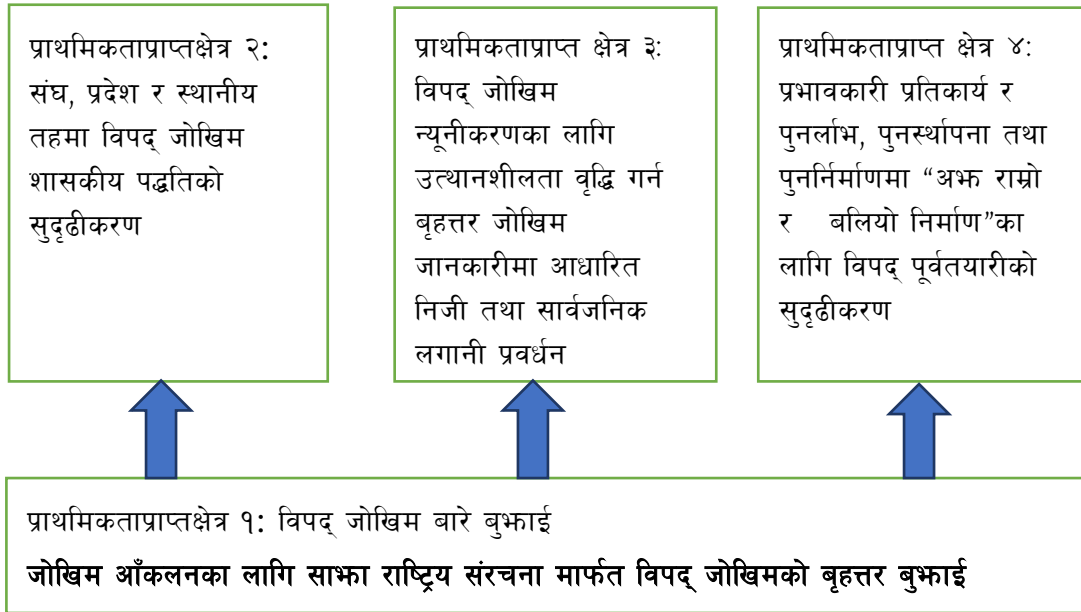 प्राथमिकताप्राप्तक्षेत्र २:
संघ, प्रदेश र स्थानीय
तहमा विपद् जोखिम
शासकीय पद्धतिको
सुदृढीकरण
प्राथमिकताप्राप्त क्षेत्र ३:
विपद् जोखिम
न्यूनीकरणका लागि
उत्थानशीलता वृद्धि गर्न
बृहत्तर जोखिम
जानकारीमा आधारित
निजी तथा सार्वजनिक
लगानी प्रवर्धन
प्राथमिकताप्राप्त क्षेत्र ४:
प्रभावकारी प्रतिकार्य र
पुनर्लाभ, पुनर्स्थापना तथा
पुनर्निर्माणमा “अझ राम्रो
र बलियो निर्माण”का
लागि विपद् पूर्वतयारीको
सुदृढीकरण
प्राथमिकताप्राप्तक्षेत्र १: विपद् जोखिम बारे बुझाई
जोखिम आँकलनका लागि साझा राष्ट्रिय संरचना मार्फत विपद् जोखिमको बृहत्तर बुझाई